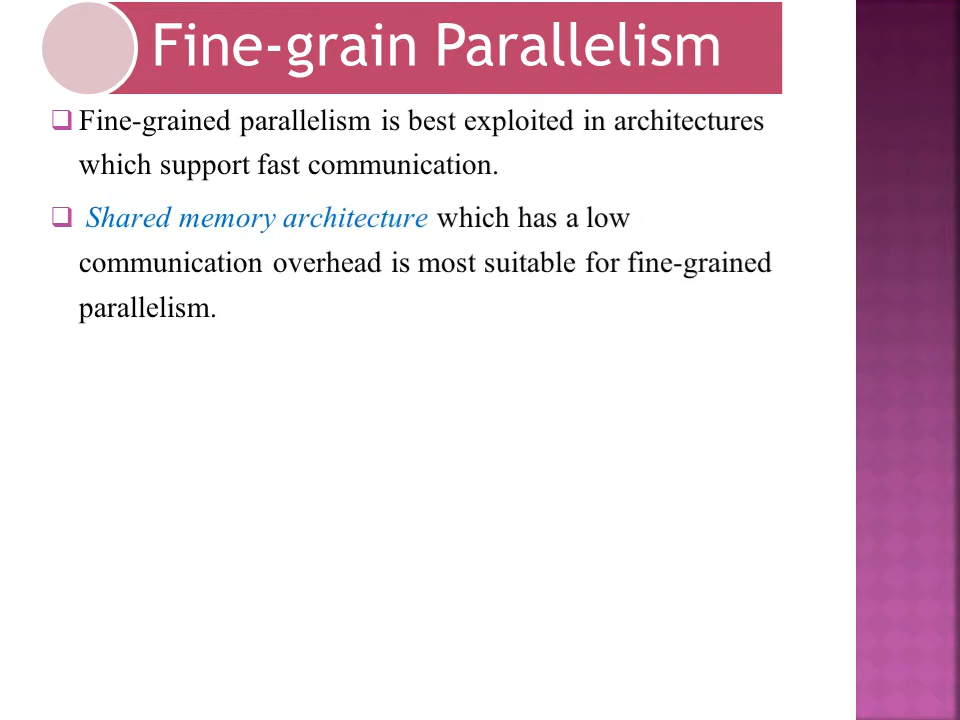 Fine-grain Parallelism
Fine-grained parallelism is best exploited in architectures
which support fast communication.
Shared memory architecture which has a low
communication overhead is most suitable for fine-grained
parallelism.